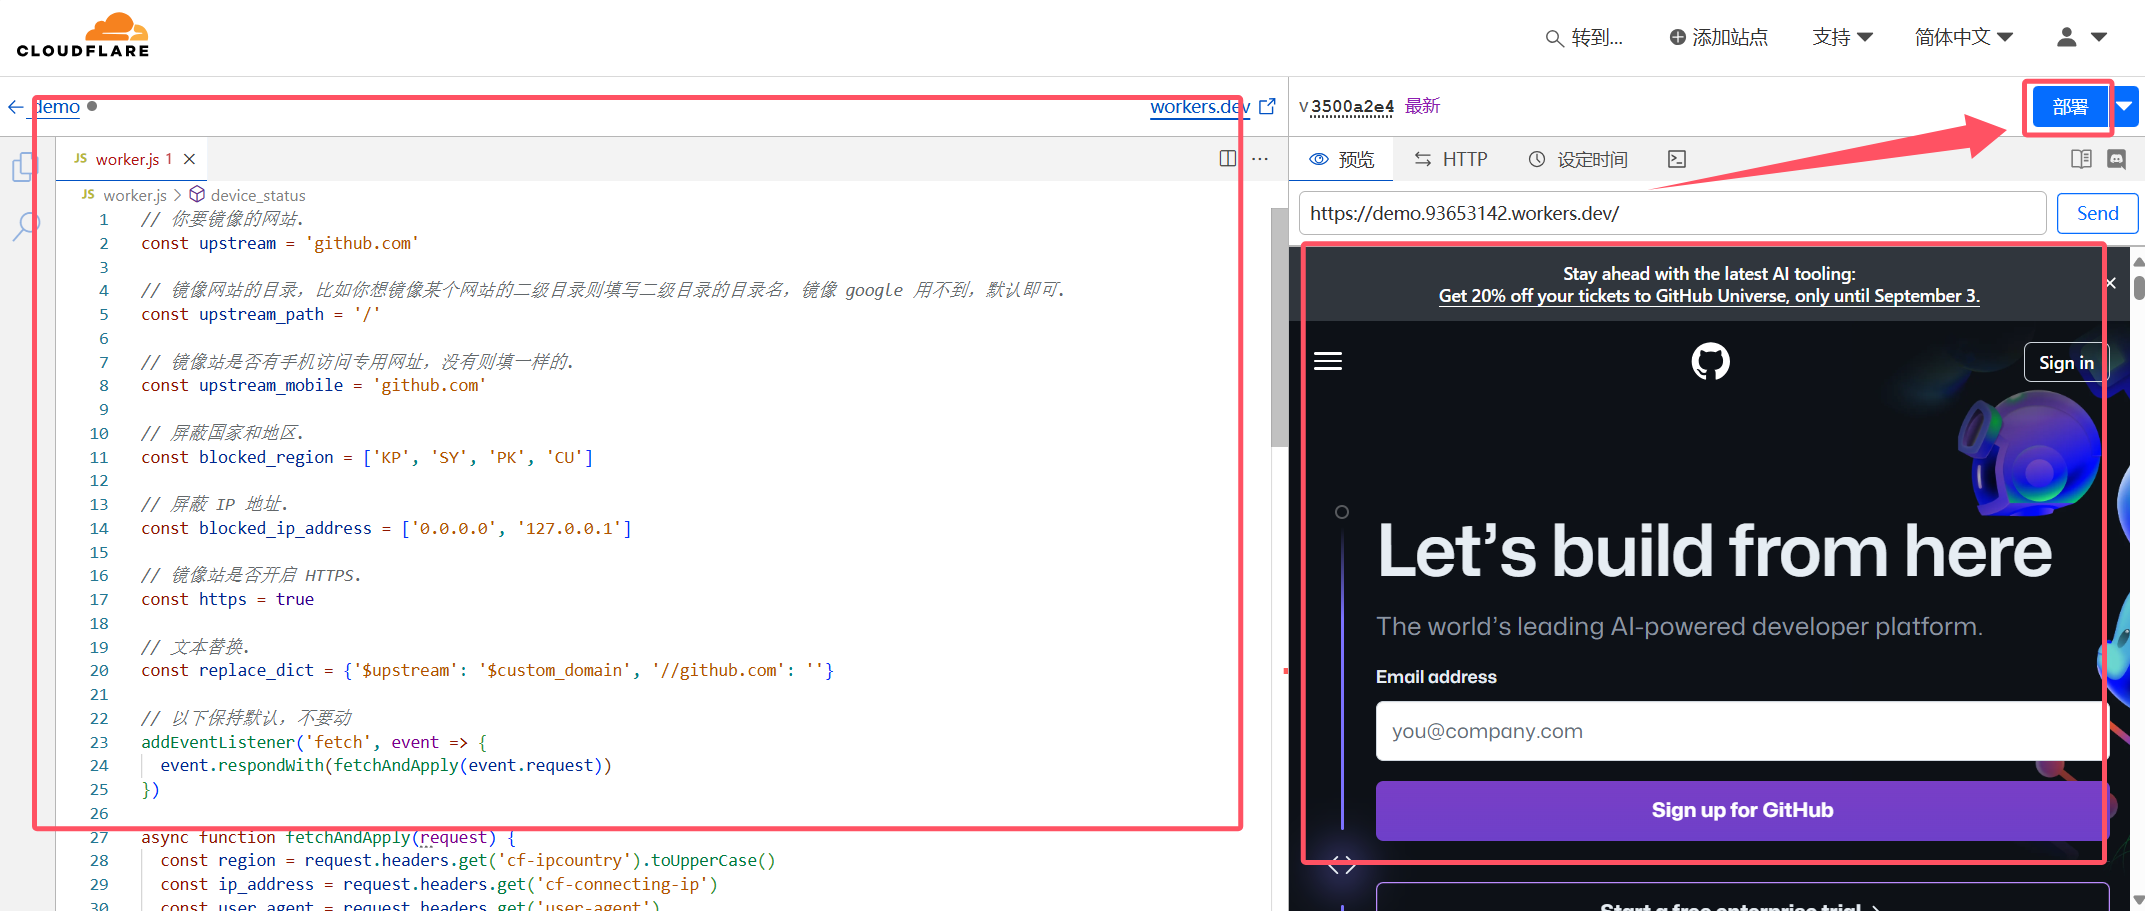 CLOUDFLARE
转到...
添加站点
支持
简体中文
demo
workers.dev
v3500a2e4 最新
部署
JS worker.js 1
预览
HTTP
设定时间
JS worker.js > device_status
https://demo.93653142.workers.dev/
Send
1 // 你要镜像的网站.
2 const upstream = 'github.com'
3
4 // 镜像网站的目录，比如你想镜像某个网站的二级目录则填写二级目录的目录名，镜像 google 用不到，默认即可.
5 const upstream_path = '/'
6
7 // 镜像站是否有手机访问专用网址，没有则填一样的.
8 const upstream_mobile = 'github.com'
9
10 // 屏蔽国家和地区.
11 const blocked_region = ['KP', 'SY', 'PK', 'CU']
12
13 // 屏蔽 IP 地址.
14 const blocked_ip_address = ['0.0.0.0', '127.0.0.1']
15
16 // 镜像站是否开启 HTTPS.
17 const https = true
18
19 // 文本替换.
20 const replace_dict = {'$upstream': '$custom_domain', '//github.com': ''}
21
22 // 以下保持默认，不要动
23 addEventListener('fetch', event => {
24 event.respondWith(fetchAndApply(event.request))
25 })
26
27 async function fetchAndApply(request) {
28 const region = request.headers.get('cf-ipcountry').toUpperCase()
29 const ip_address = request.headers.get('cf-connecting-ip')
30 const user_agent = request.headers.get('user-agent')
Stay ahead with the latest AI tooling:
Get 20% off your tickets to GitHub Universe, only until September 3.
Sign in
Let's build from here
The world's leading AI-powered developer platform.
Email address
you@company.com
Sign up for GitHub
Start a free enterprise trial >